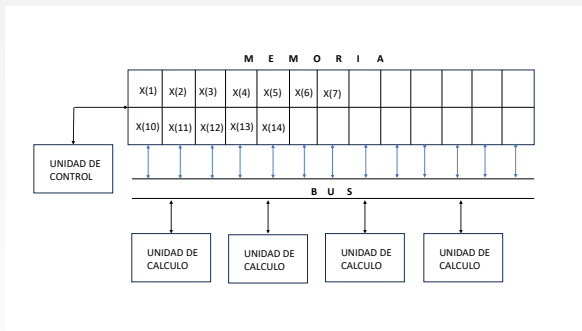 M E M O R I A
X(1) X(2) X(3) X(4) X(5) X(6) X(7)
X(10) X(11) X(12) X(13) X(14)
UNIDAD DE
CONTROL
B U S
UNIDAD DE
CALCULO
UNIDAD DE
CALCULO
UNIDAD DE
CALCULO
UNIDAD DE
CALCULO